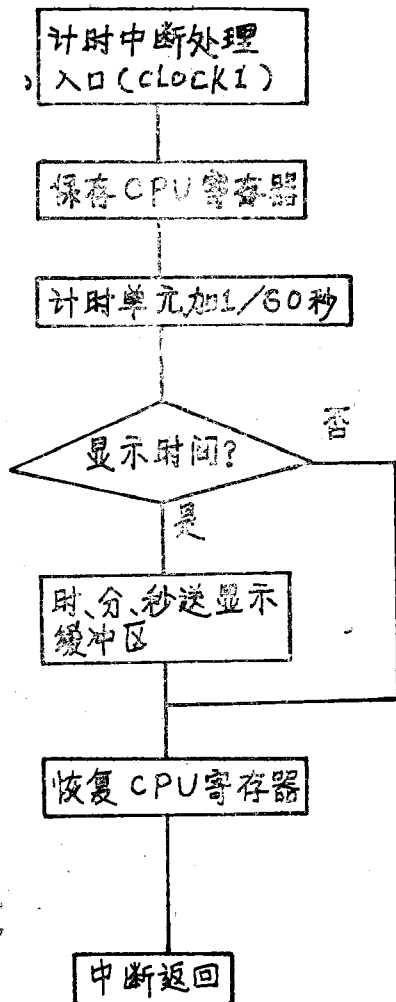 计时中断处理
入口(CLOCK1)
保存CPU寄存器
计时单元加1/60秒
显示时间?
否
是
时、分、秒送显示
缓冲区
恢复CPU寄存器
中断返回